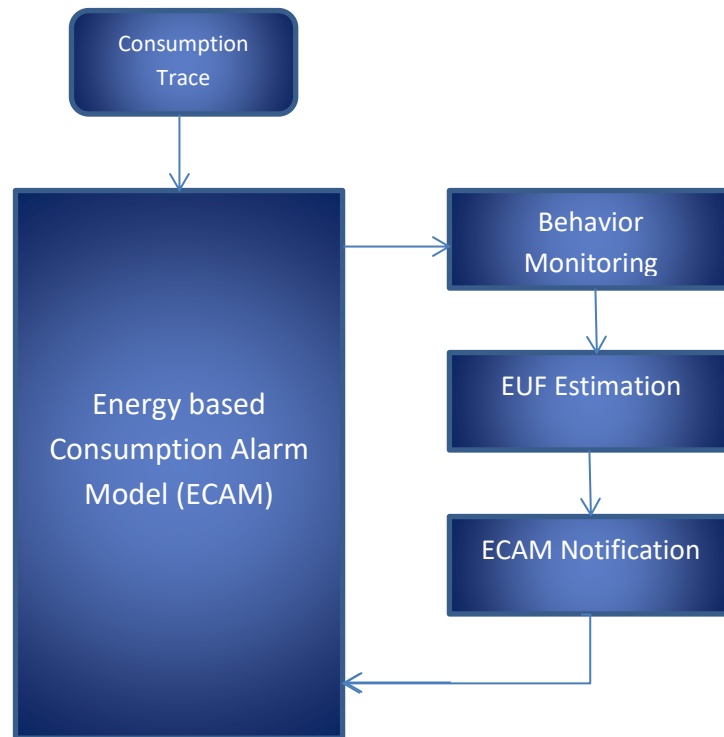 Consumption
Trace
Behavior
Monitoring
EUF Estimation
Energy based
Consumption Alarm
Model (ECAM)
ECAM Notification